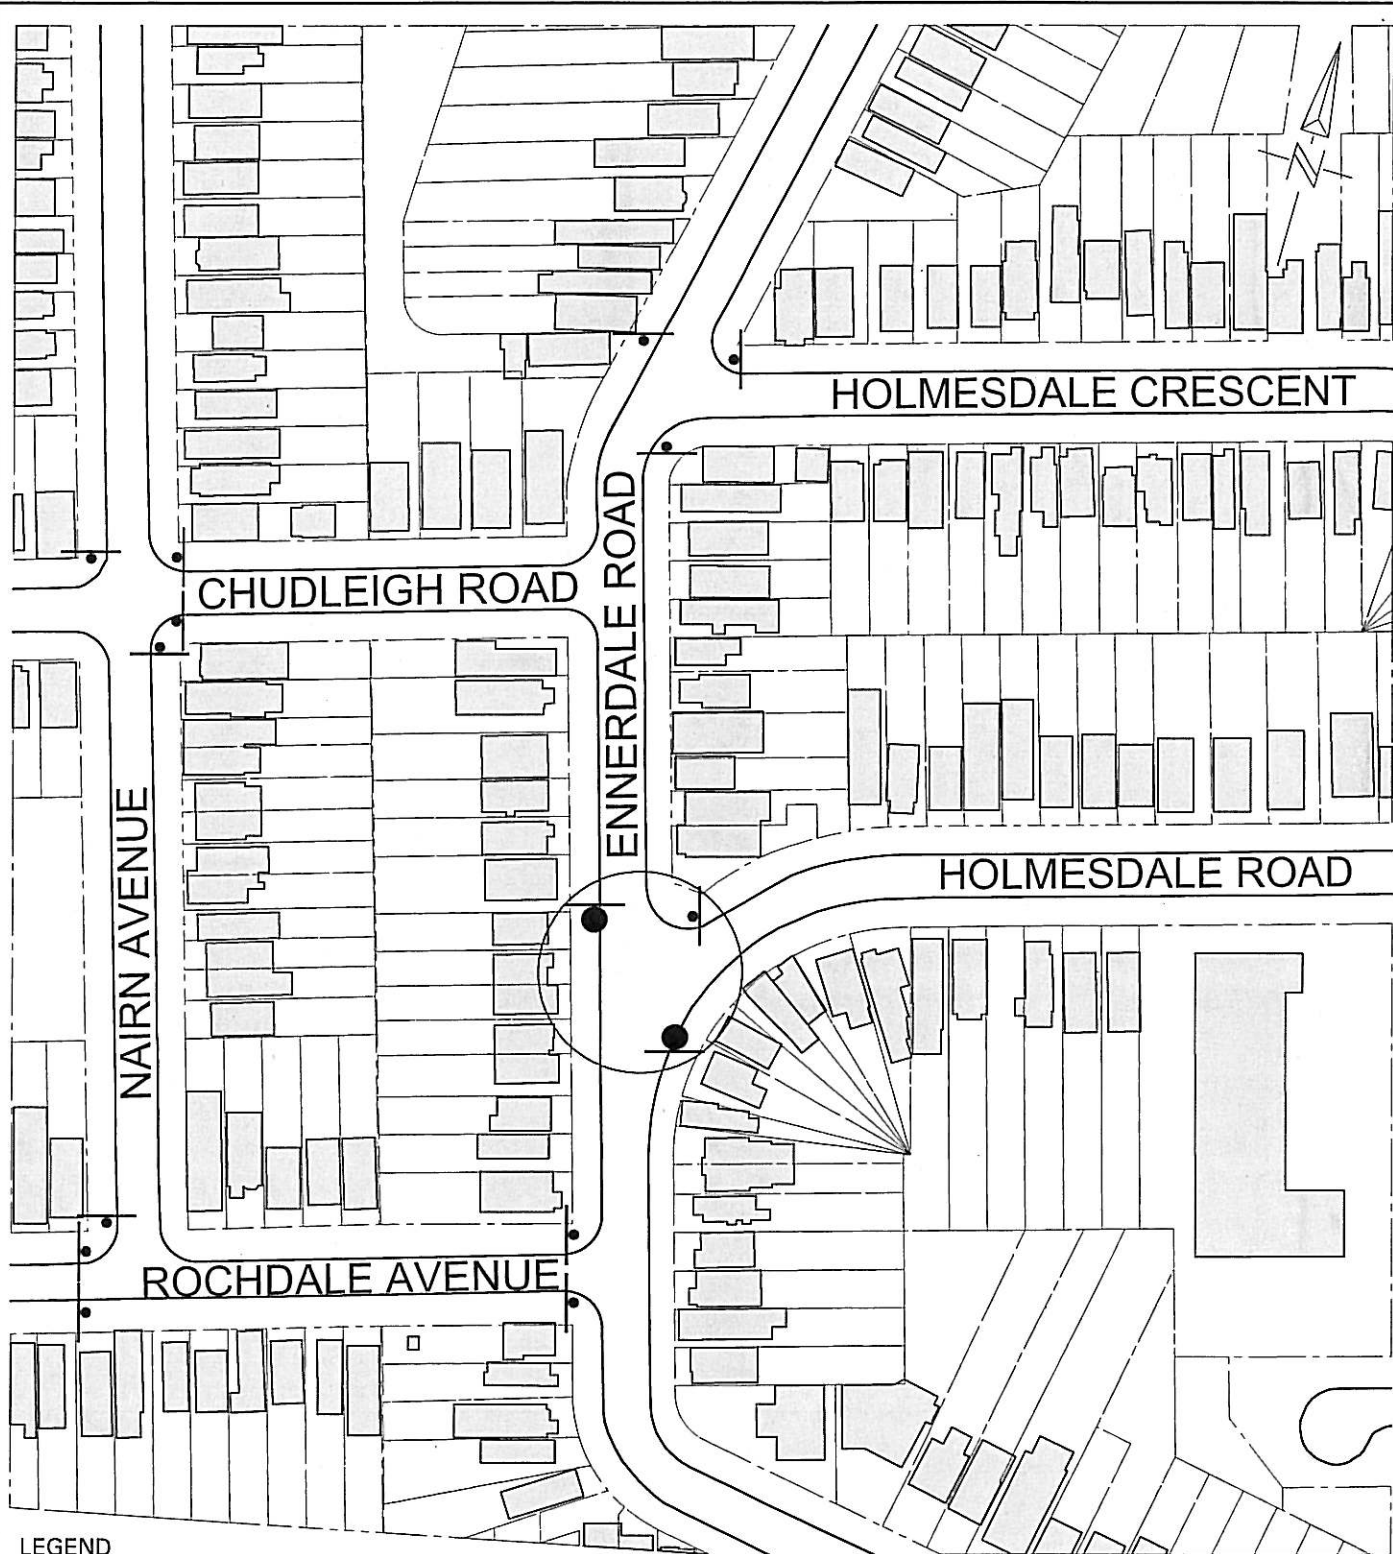 N
HOLMESDALE CRESCENT
CHUDLEIGH ROAD
ENNERDALE ROAD
NAIRN AVENUE
HOLMESDALE ROAD
ROCHDALE AVENUE
LEGEND